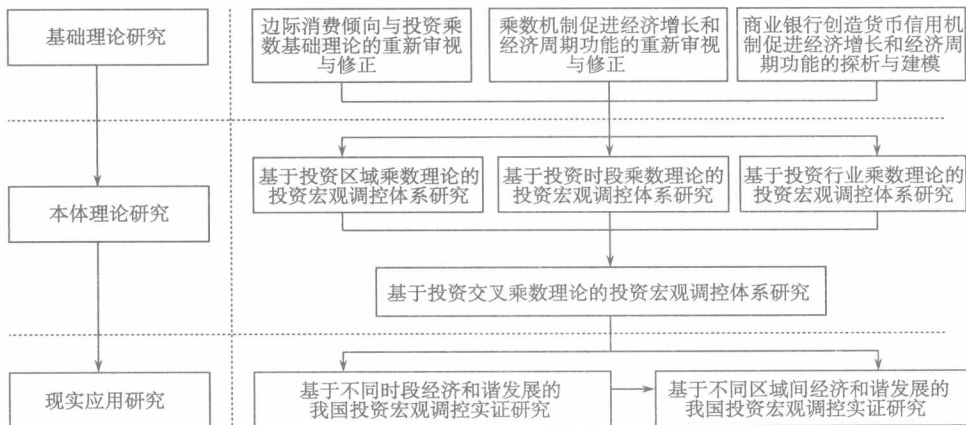 基础理论研究
边际消费倾向与投资乘
数基础理论的重新审视
与修正
乘数机制促进经济增长和
经济周期功能的重新审视
与修正
商业银行创造货币信用机
制促进经济增长和经济周
期功能的探析与建模
本体理论研究
基于投资区域乘数理论的
投资宏观调控体系研究
基于投资时段乘数理论的
投资宏观调控体系研究
基于投资行业乘数理论的
投资宏观调控体系研究
基于投资交叉乘数理论的投资宏观调控体系研究
现实应用研究
基于不同时段经济和谐发展的
我国投资宏观调控实证研究
基于不同区域间经济和谐发展的
我国投资宏观调控实证研究